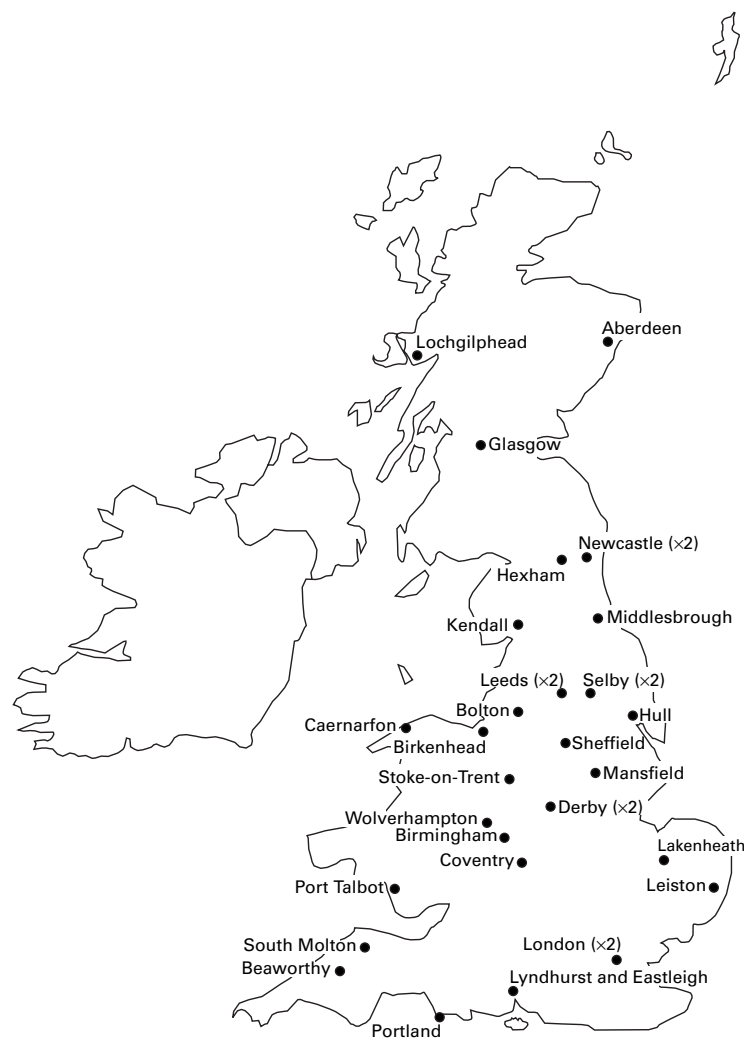 Aberdeen
Lochgilphead
Glasgow
Newcastle (×2)
Hexham
Middlesbrough
Kendall
Leeds (×2)
Selby (×2)
Bolton
Hull
Caernarfon
Birkenhead
Sheffield
Stoke-on-Trent
Mansfield
Derby (×2)
Wolverhampton
Birmingham
Lakenheath
Coventry
Port Talbot
Leiston
South Molton
London (×2)
Beaworthy
Lyndhurst and Eastleigh
Portland